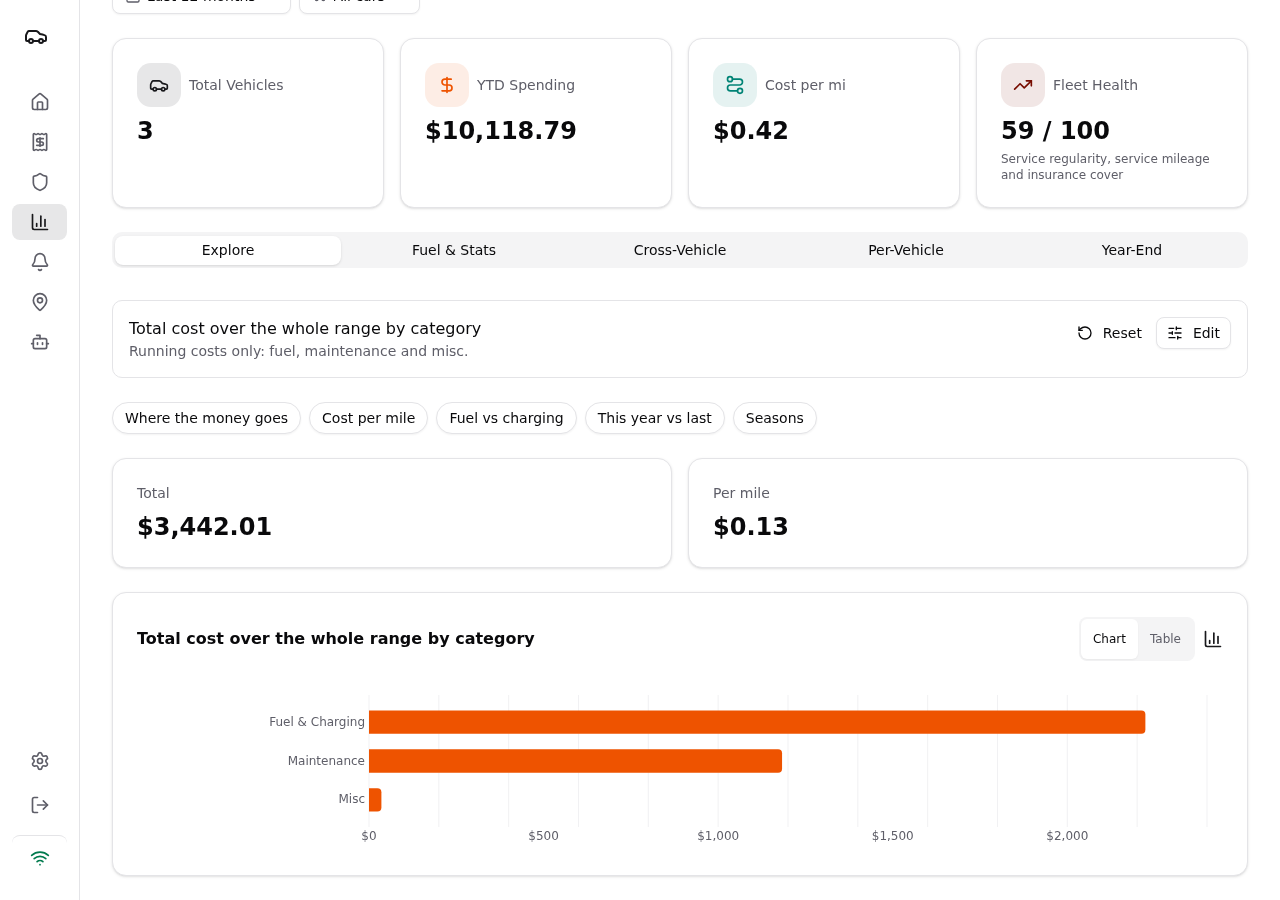 Total Vehicles
3
YTD Spending
$10,118.79
Cost per mi
$0.42
Fleet Health
59 / 100
Service regularity, service mileage
and insurance cover
Explore
Fuel & Stats
Cross-Vehicle
Per-Vehicle
Year-End
Total cost over the whole range by category
Running costs only: fuel, maintenance and misc.
Reset
Edit
Where the money goes
Cost per mile
Fuel vs charging
This year vs last
Seasons
Total
$3,442.01
Per mile
$0.13
Total cost over the whole range by category
Chart
Table
Fuel & Charging
Maintenance
Misc
$0
$500
$1,000
$1,500
$2,000